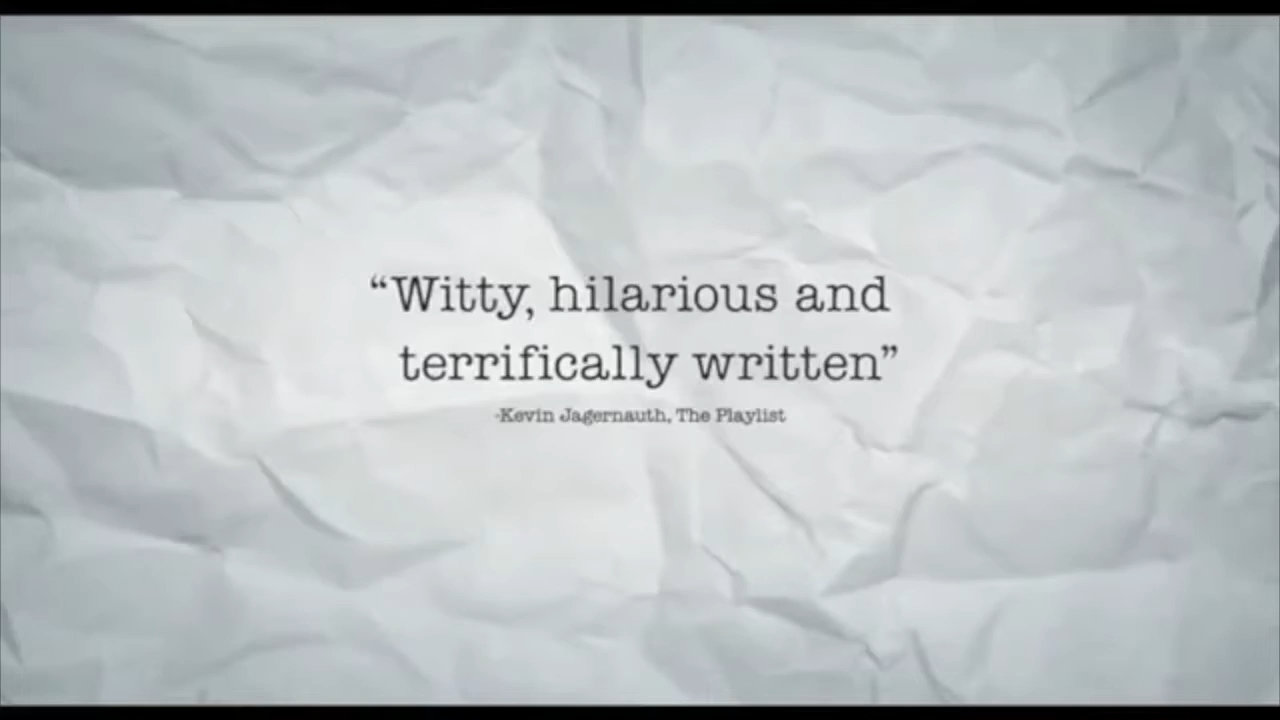 “Witty, hilarious and
terrifically written”
-Kevin Jagernauth, The Playlist